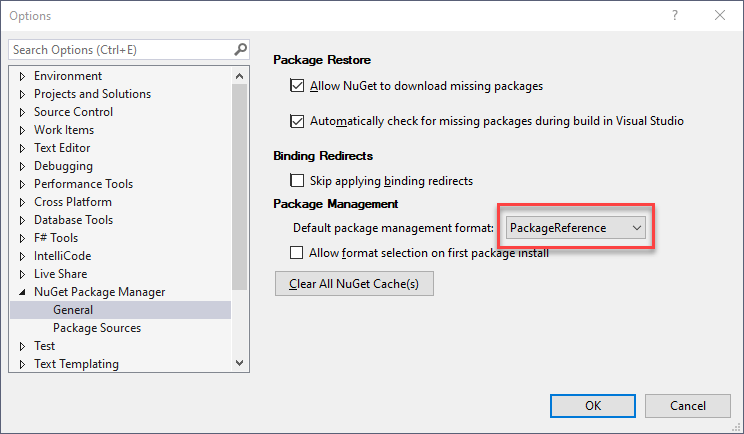 Options
Search Options (Ctrl+E)
Environment
Projects and Solutions
Source Control
Work Items
Text Editor
Debugging
Performance Tools
Cross Platform
Database Tools
F# Tools
IntelliCode
Live Share
NuGet Package Manager
General
Package Sources
Test
Text Templating
Package Restore
Allow NuGet to download missing packages
Automatically check for missing packages during build in Visual Studio
Binding Redirects
Skip applying binding redirects
Package Management
Default package management format: PackageReference
Allow format selection on first package install
Clear All NuGet Cache(s)
OK Cancel